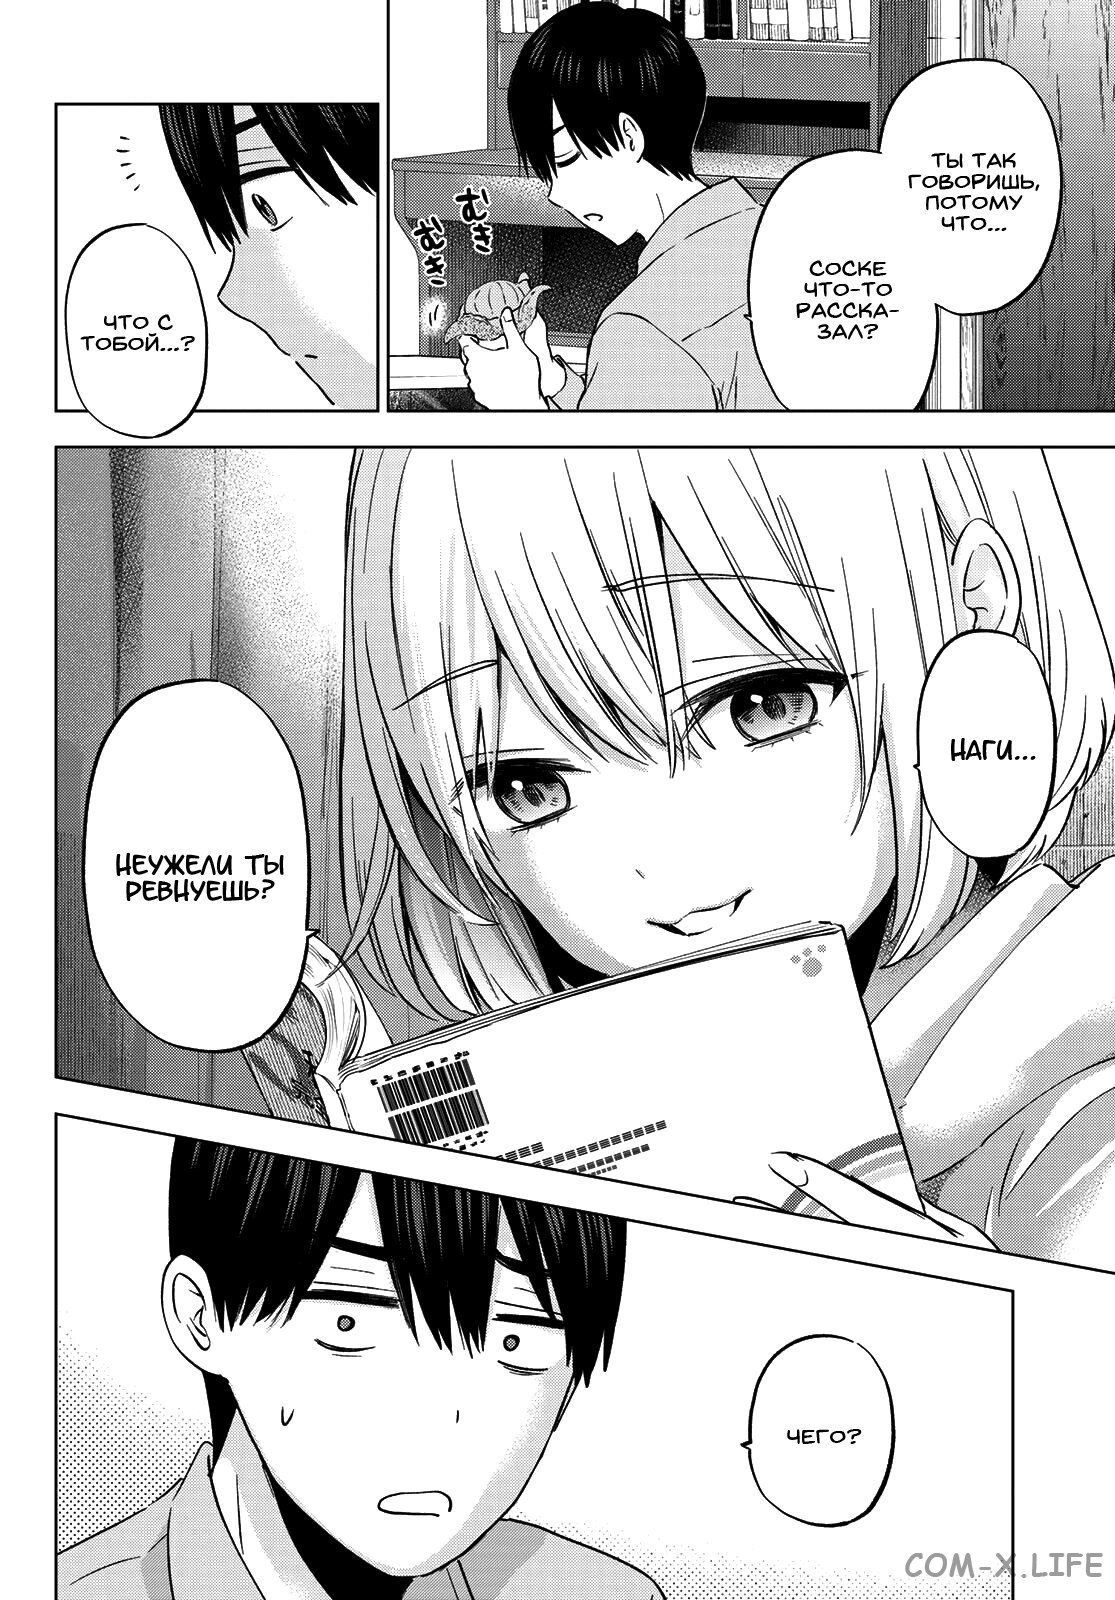 ТЫ ТАК
ГОВОРИШЬ,
ПОТОМУ
ЧТО...
СОСКЕ
ЧТО-ТО
РАССКА-
ЗАЛ?
むき
むき
ЧТО С
ТОБОЙ...?
НАГИ...
НЕУЖЕЛИ ТЫ
РЕВНУЕШЬ?
ЧЕГО?
COM-X.LIFE